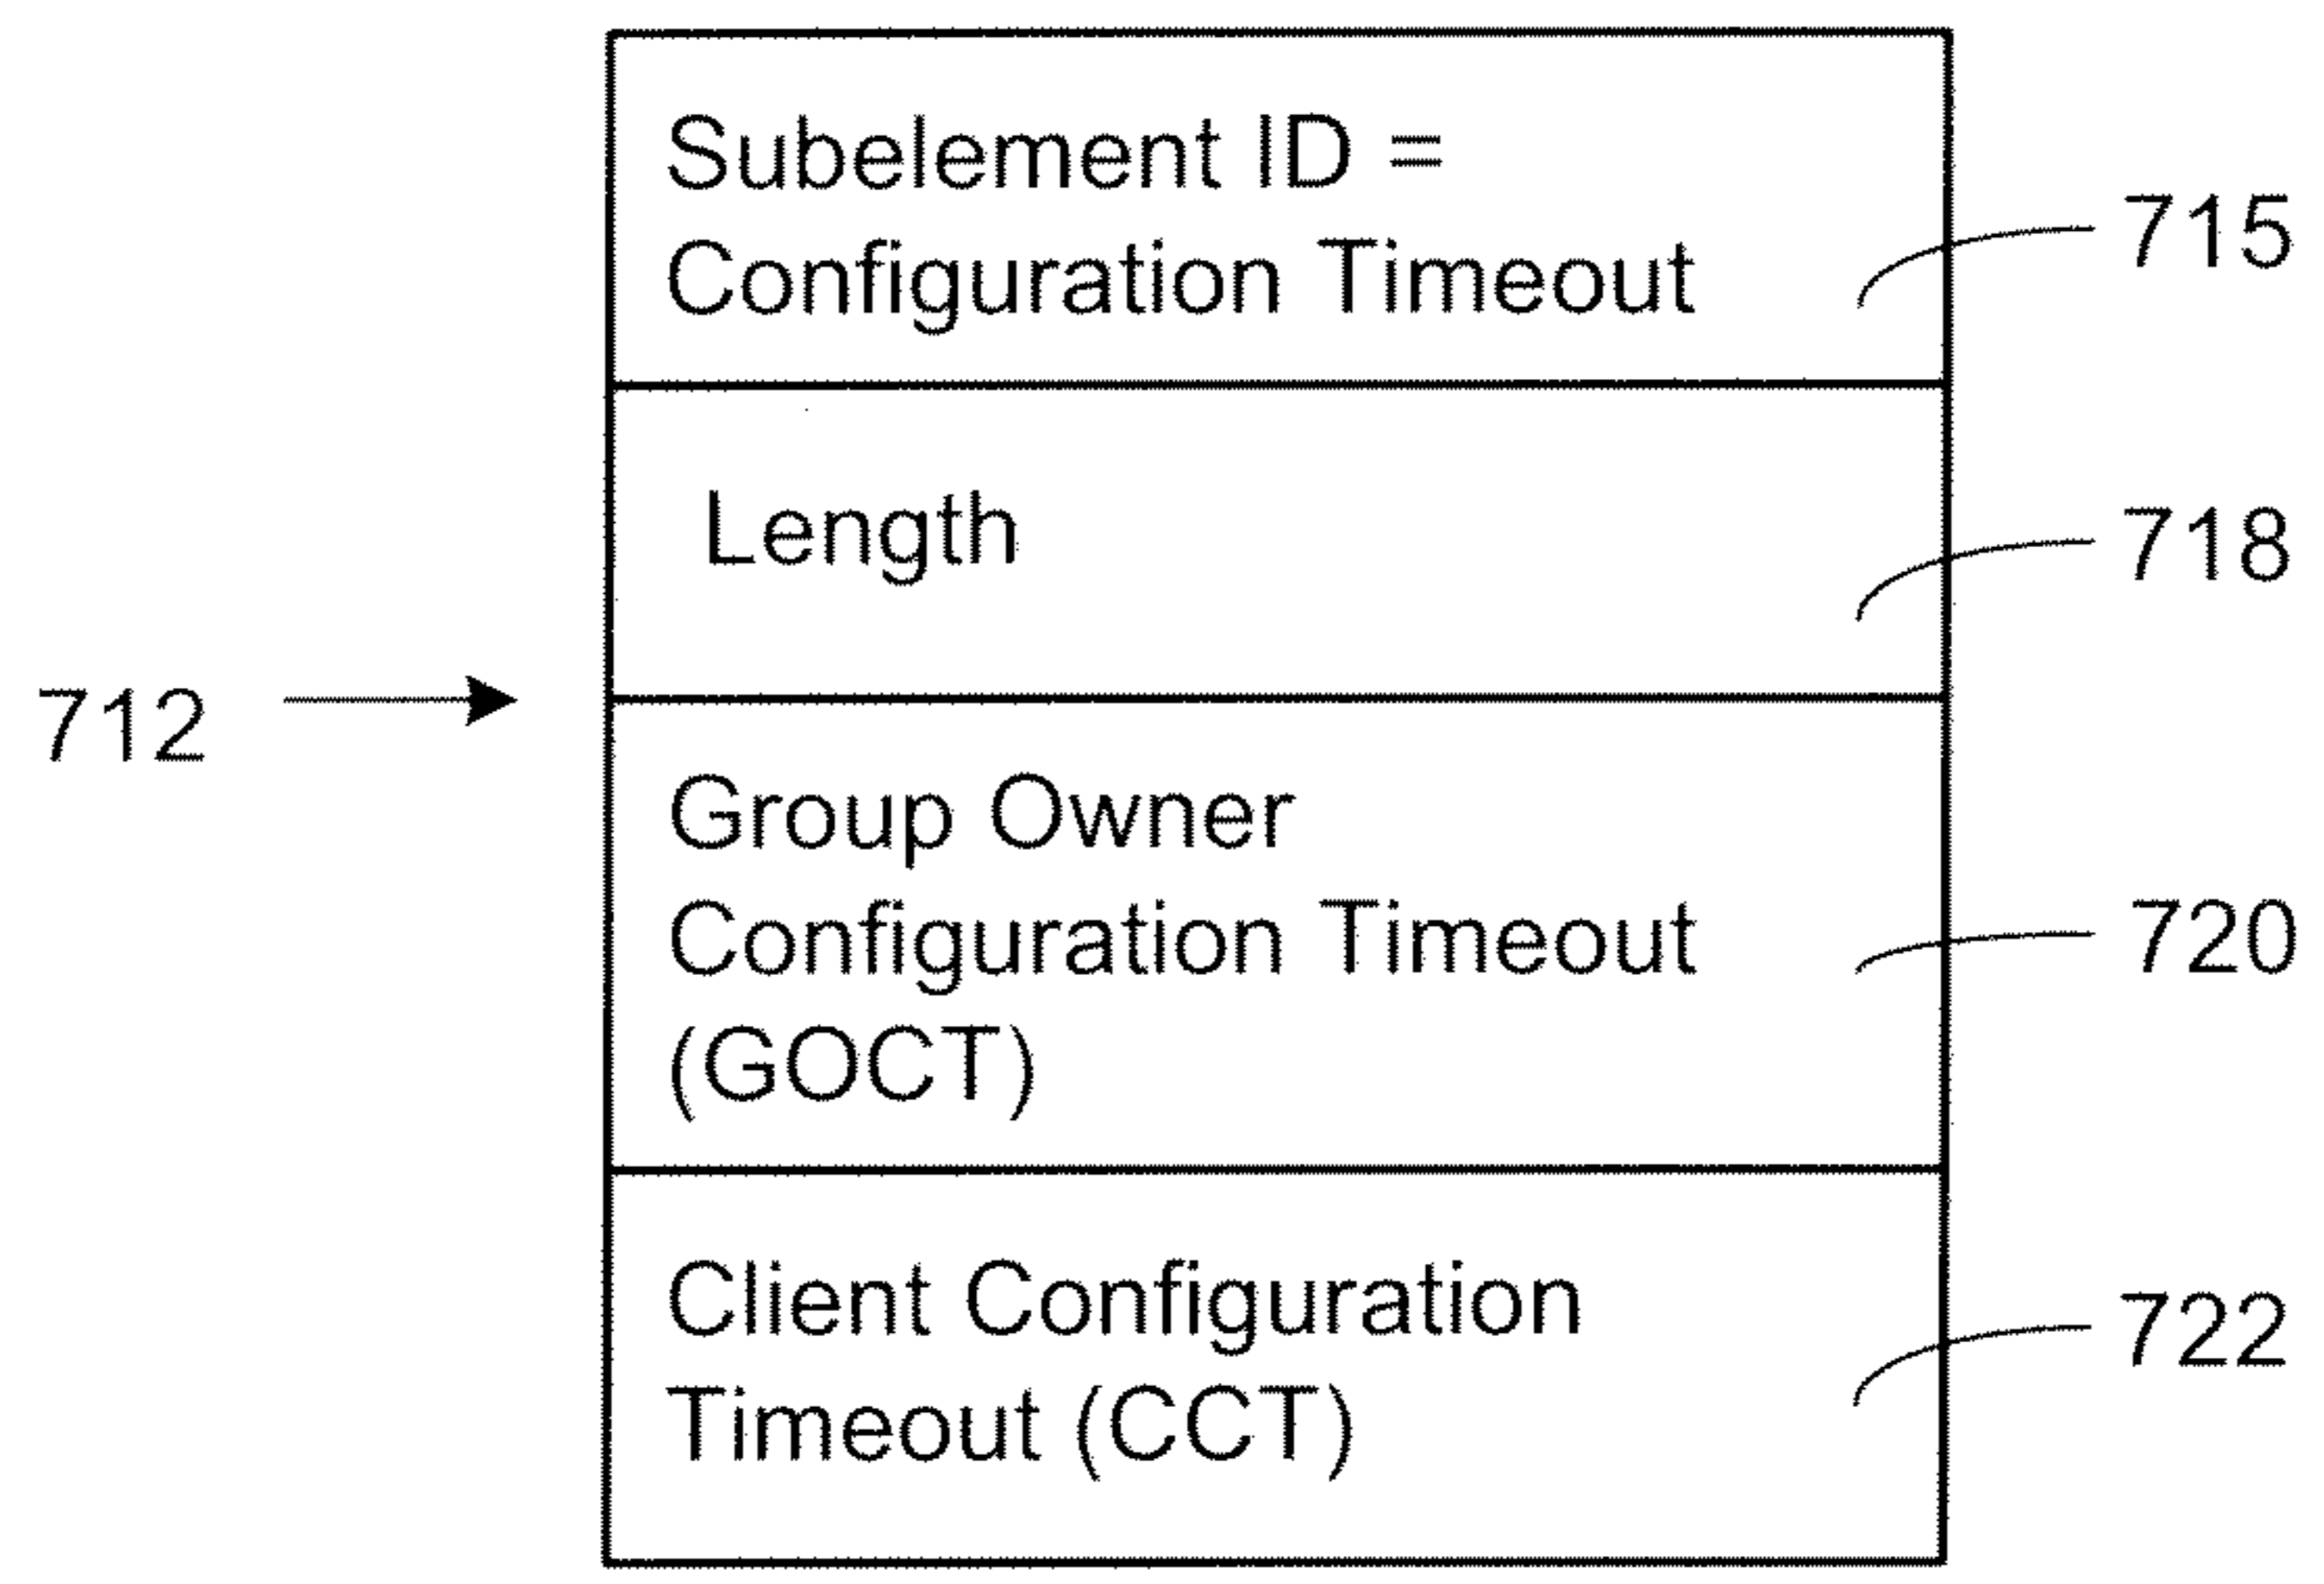 Subelement ID =
Configuration Timeout
715
Length
718
712
Group Owner
Configuration Timeout
(GOCT)
720
Client Configuration
Timeout (CCT)
722